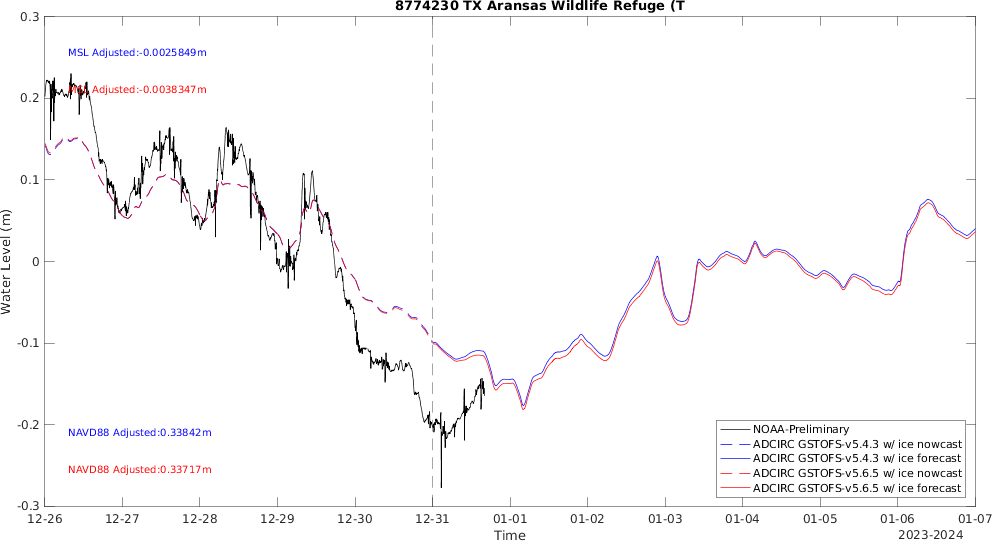 8774230 TX Aransas Wildlife Refuge (T
0.3
0.2
0.1
0
-0.1
-0.2
-0.3
Water Level (m)
MSL Adjusted:-0.0025849m
MSL Adjusted:-0.0038347m
NAVD88 Adjusted:0.33842m
NAVD88 Adjusted:0.33717m
NOAA-Preliminary
ADCIRC GSTOFS-v5.4.3 w/ ice nowcast
ADCIRC GSTOFS-v5.4.3 w/ ice forecast
ADCIRC GSTOFS-v5.6.5 w/ ice nowcast
ADCIRC GSTOFS-v5.6.5 w/ ice forecast
12-26 12-27 12-28 12-29 12-30 12-31 01-01 01-02 01-03 01-04 01-05 01-06 01-07
Time
2023-2024